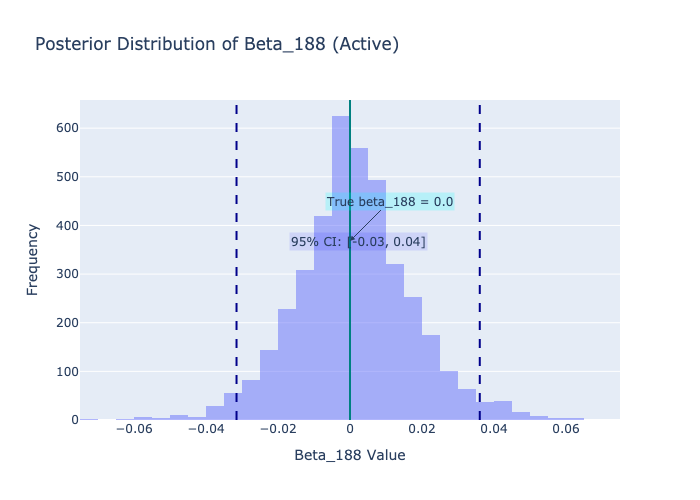 Posterior Distribution of Beta_188 (Active)
600
500
400
300
200
100
0
Frequency
True beta_188 = 0.0
95% CI: [-0.03, 0.04]
−0.06
−0.04
−0.02
0
0.02
0.04
0.06
Beta_188 Value